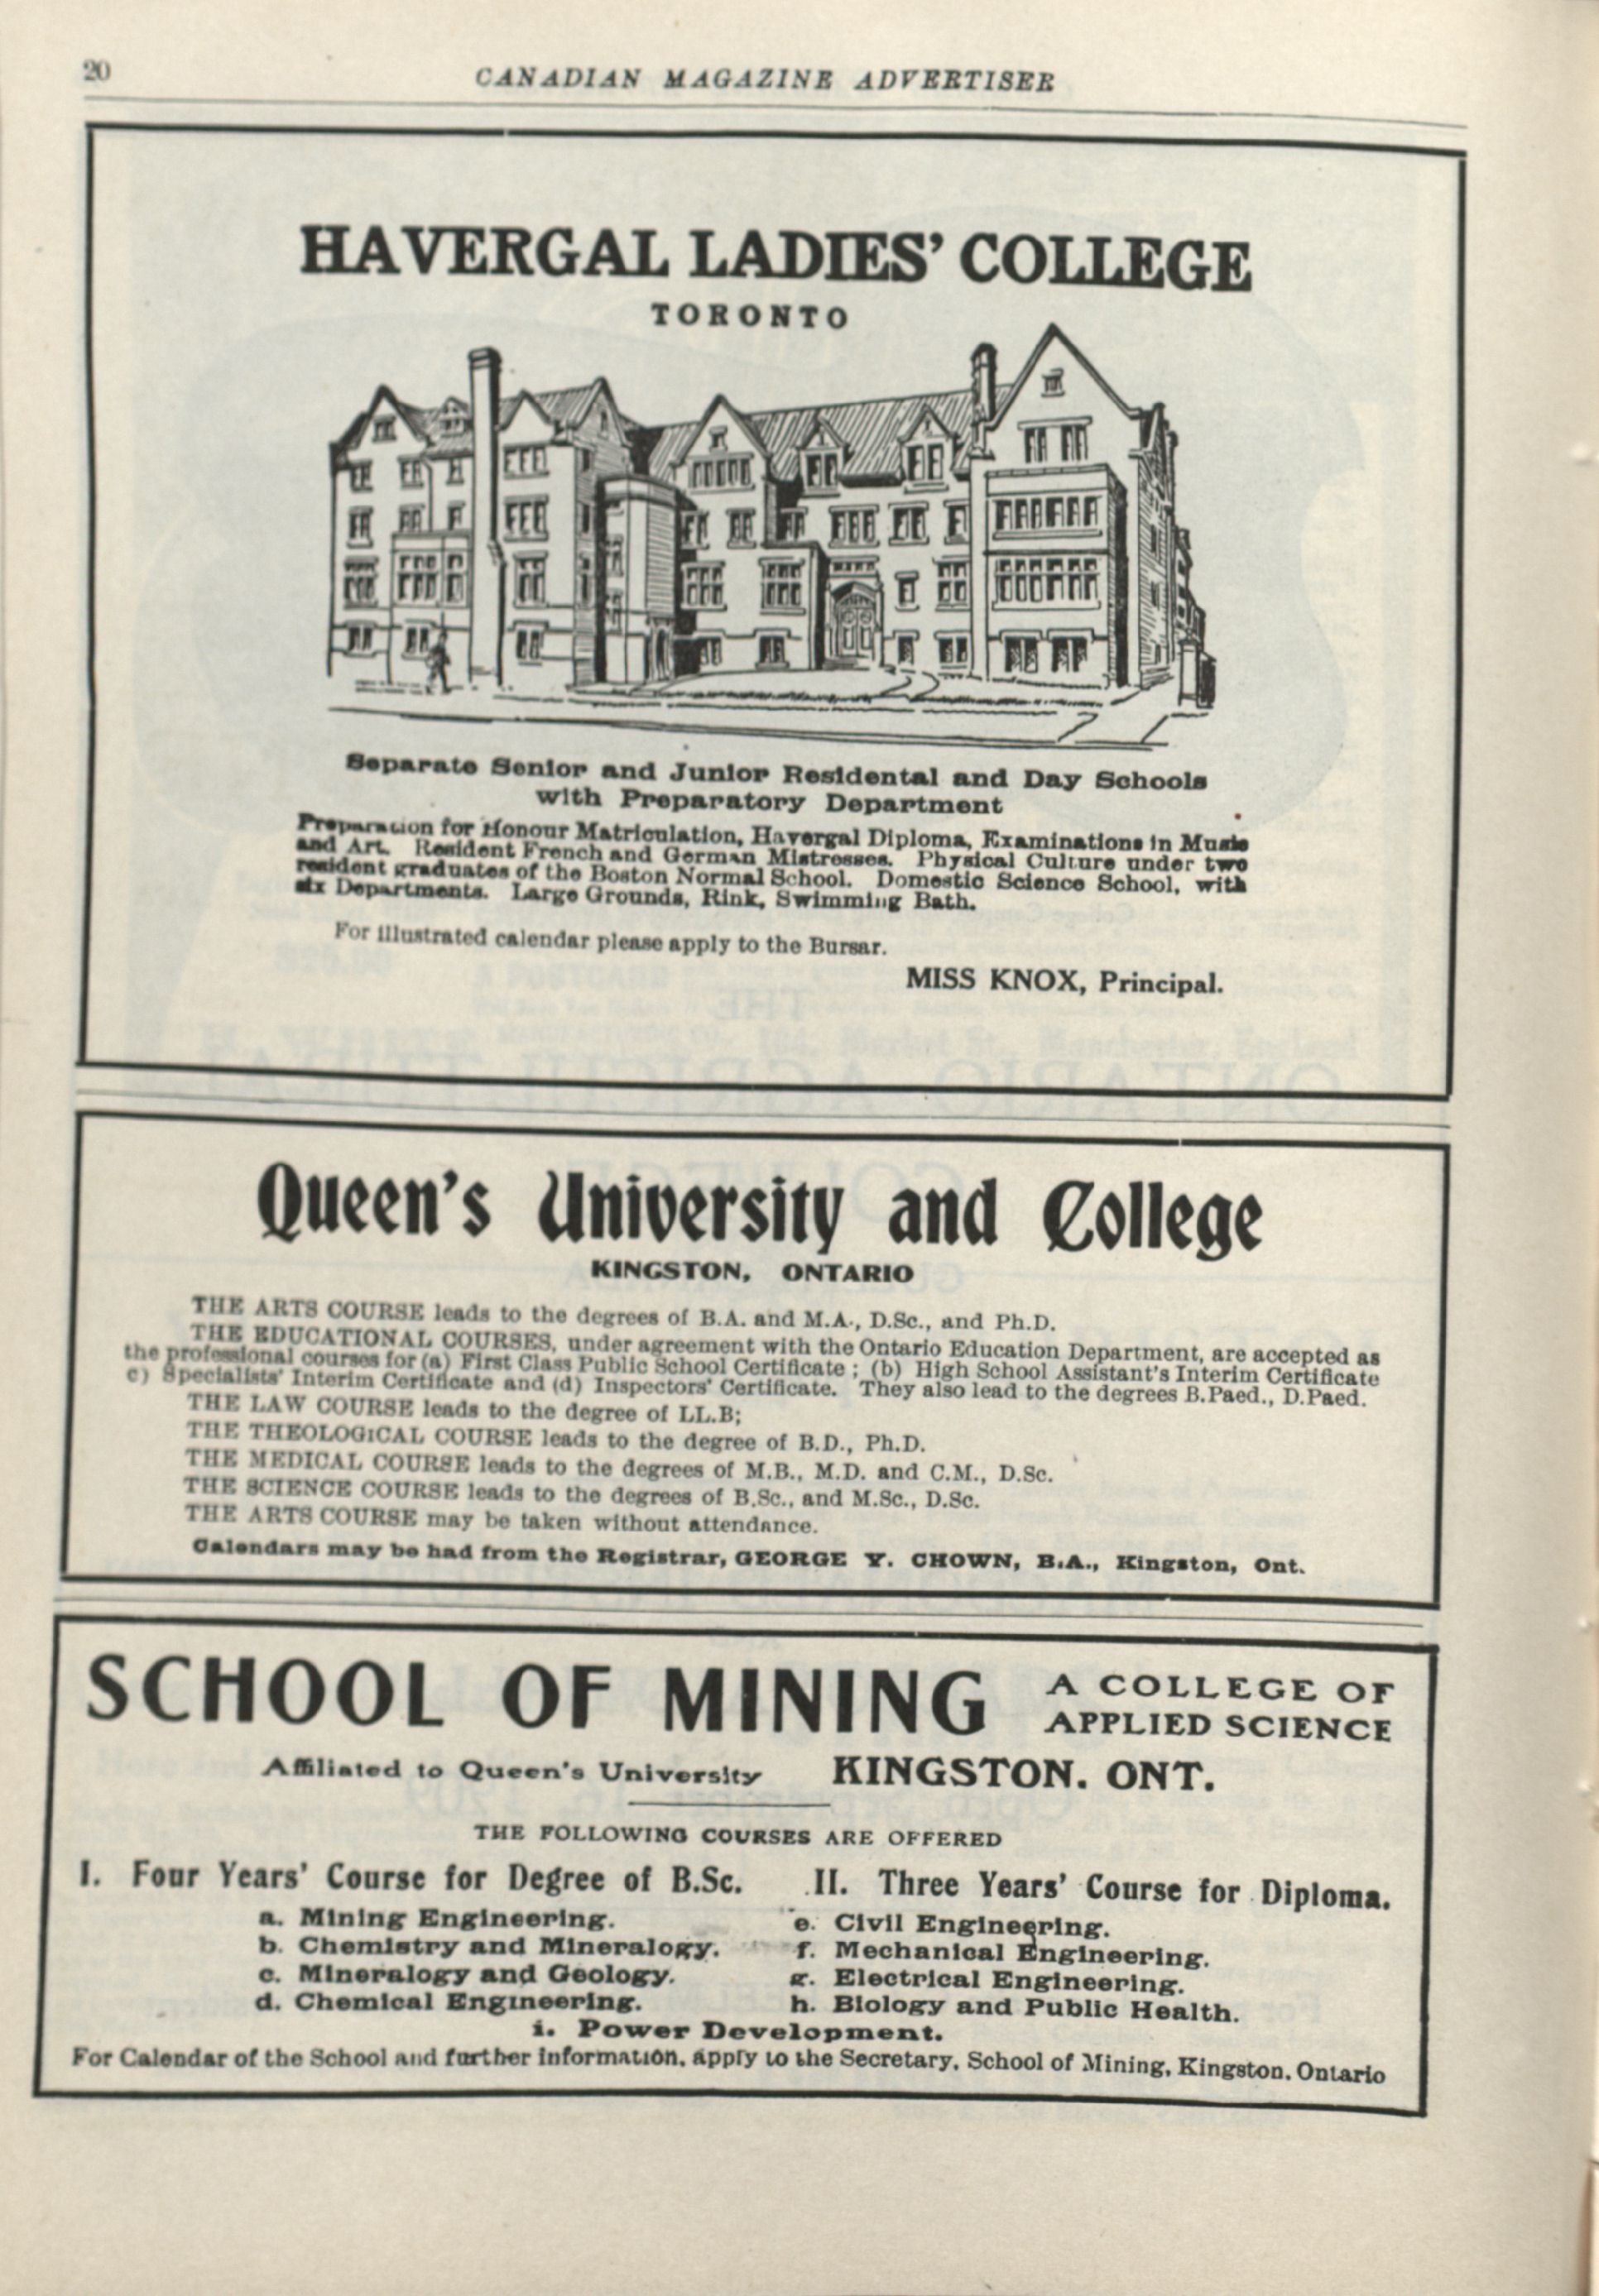 20
CANADIAN MAGAZINE ADVERTISER
HAVERGAL LADIES' COLLEGE
TORONTO
Separate Senior and Junior Residental and Day Schools
with Preparatory Department
Preparation for Honour Matriculation, Havergal Diploma, Examinations in Music
and Art. Resident French and German Mistresses. Physical Culture under two
resident graduates of the Boston Normal School. Domestic Science School, with
six Departments. Large Grounds, Rink, Swimming Bath.
For illustrated calendar please apply to the Bursar.
MISS KNOX, Principal.
Queen's University and College
KINGSTON, ONTARIO
THE ARTS COURSE leads to the degrees of B.A. and M.A., D.Sc., and Ph.D.
THE EDUCATIONAL COURSES, under agreement with the Ontario Education Department, are accepted as
the professional courses for (a) First Class Public School Certificate; (b) High School Assistant's Interim Certificate
c) Specialists' Interim Certificate and (d) Inspectors' Certificate. They also lead to the degrees B.Paed., D.Paed.
THE LAW COURSE leads to the degree of LL.B;
THE THEOLOGICAL COURSE leads to the degree of B.D., Ph.D.
THE MEDICAL COURSE leads to the degrees of M.B., M.D. and C.M., D.Sc.
THE SCIENCE COURSE leads to the degrees of B.Sc., and M.Sc., D.Sc.
THE ARTS COURSE may be taken without attendance.
Calendars may be had from the Registrar, GEORGE Y. CHOWN, B.A., Kingston, Ont.
SCHOOL OF MINING
A COLLEGE OF
APPLIED SCIENCE
Affiliated to Queen's University KINGSTON. ONT.
THE FOLLOWING COURSES ARE OFFERED
I. Four Years' Course for Degree of B.Sc.
II. Three Years' Course for Diploma.
a. Mining Engineering.
b. Chemistry and Mineralogy.
c. Mineralogy and Geology.
d. Chemical Engineering.
e. Civil Engineering.
f. Mechanical Engineering.
g. Electrical Engineering.
h. Biology and Public Health.
i. Power Development.
For Calendar of the School and further information, apply to the Secretary, School of Mining, Kingston, Ontario